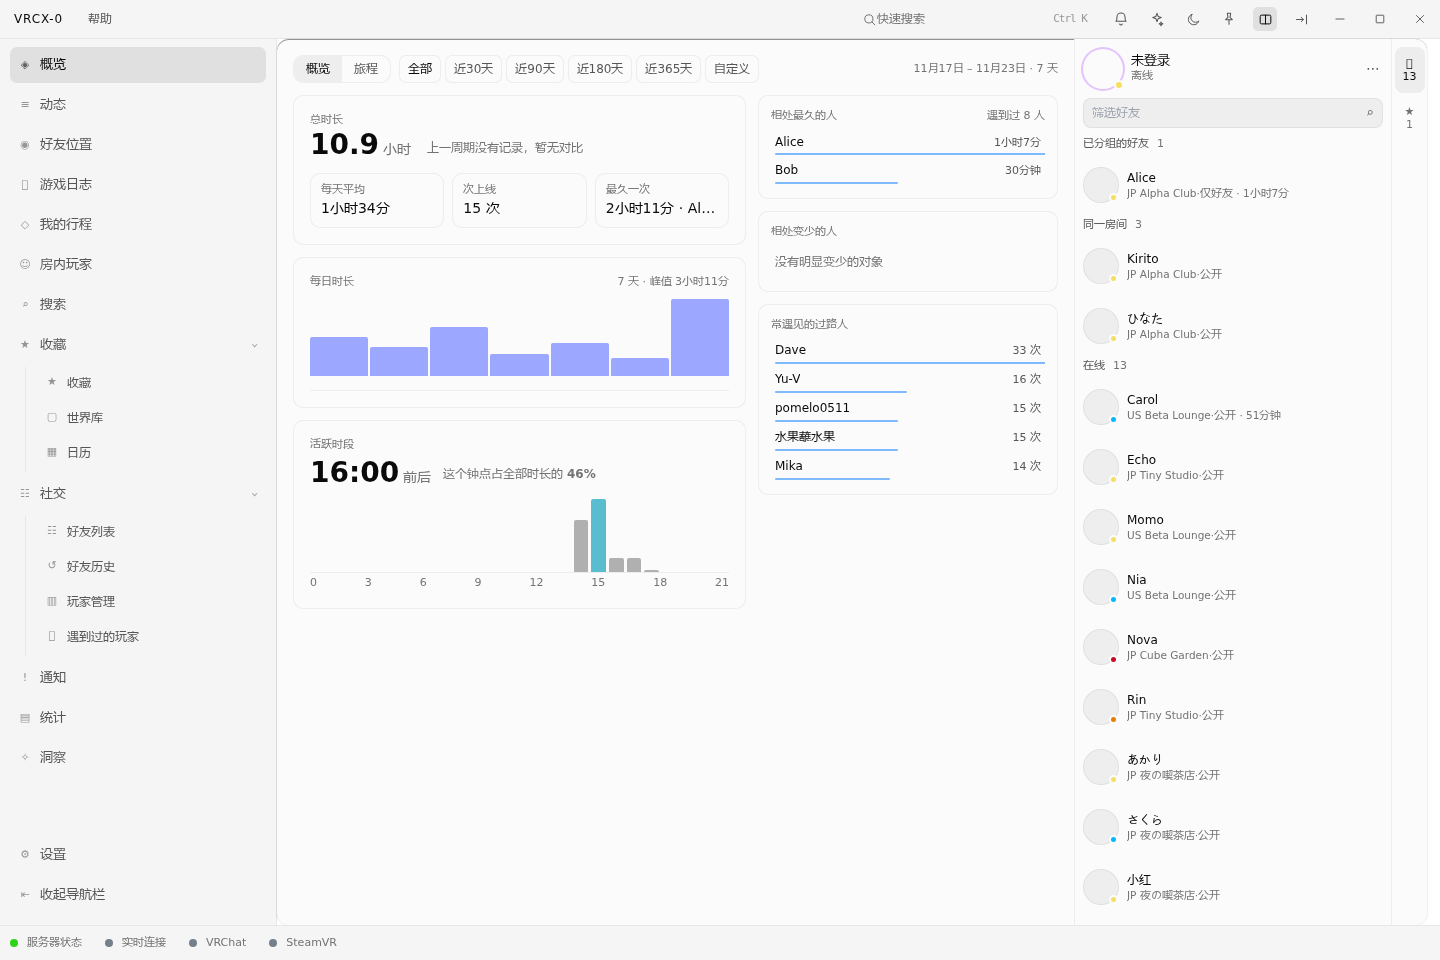 VRCX-0
帮助
快速搜索
Ctrl K
概览
动态
好友位置
游戏日志
我的行程
房内玩家
搜索
收藏
收藏
世界库
日历
社交
好友列表
好友历史
玩家管理
遇到过的玩家
通知
统计
洞察
设置
收起导航栏
概览
旅程
全部
近30天
近90天
近180天
近365天
自定义
11月17日 – 11月23日 · 7 天
总时长
10.9 小时 上一周期没有记录，暂无对比
每天平均
1小时34分
次上线
15 次
最久一次
2小时11分 · Al…
每日时长
7 天 · 峰值 3小时11分
活跃时段
16:00 前后 这个钟点占全部时长的 46%
0 3 6 9 12 15 18 21
相处最久的人
遇到过 8 人
Alice 1小时7分
Bob 30分钟
相处变少的人
没有明显变少的对象
常遇见的过路人
Dave 33 次
Yu-V 16 次
pomelo0511 15 次
水果蘸水果 15 次
Mika 14 次
未登录
离线
…
筛选好友
已分组的好友 1
Alice
JP Alpha Club·仅好友 · 1小时7分
同一房间 3
Kirito
JP Alpha Club·公开
ひなた
JP Alpha Club·公开
在线 13
Carol
US Beta Lounge·公开 · 51分钟
Echo
JP Tiny Studio·公开
Momo
US Beta Lounge·公开
Nia
US Beta Lounge·公开
Nova
JP Cube Garden·公开
Rin
JP Tiny Studio·公开
あかり
JP 夜の喫茶店·公开
さくら
JP 夜の喫茶店·公开
小红
JP 夜の喫茶店·公开
13
1
服务器状态
实时连接
VRChat
SteamVR